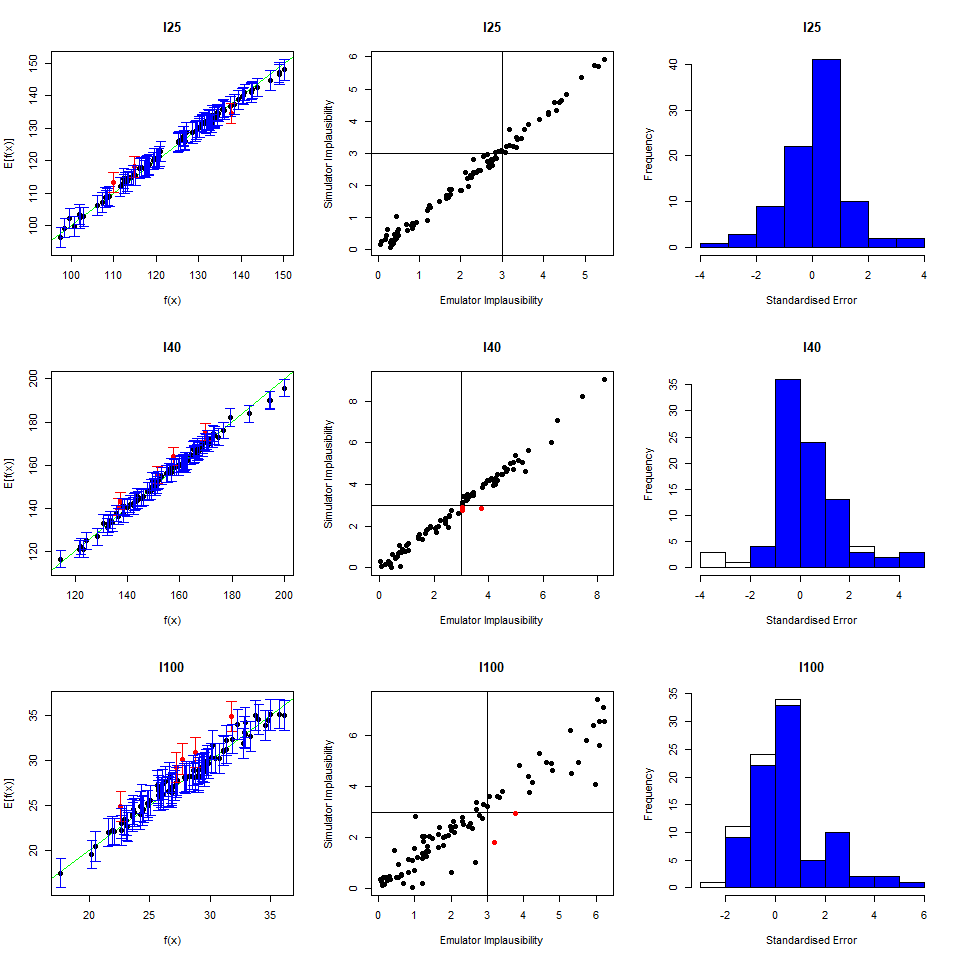 I25
E[f(x)]
100 110 120 130 140 150
100 110 120 130 140 150
f(x)
I25
Simulator Implausibility
0 1 2 3 4 5 6
0 1 2 3 4 5
Emulator Implausibility
I25
Frequency
0 10 20 30 40
-4 -2 0 2 4
Standardised Error
I40
E[f(x)]
120 140 160 180 200
120 140 160 180 200
f(x)
I40
Simulator Implausibility
0 2 4 6 8
0 2 4 6 8
Emulator Implausibility
I40
Frequency
0 5 10 15 20 25 30 35
-4 -2 0 2 4
Standardised Error
I100
E[f(x)]
20 25 30 35
20 25 30 35
f(x)
I100
Simulator Implausibility
0 2 4 6
0 1 2 3 4 5 6
Emulator Implausibility
I100
Frequency
0 5 10 15 20 25 30 35
-2 0 2 4 6
Standardised Error